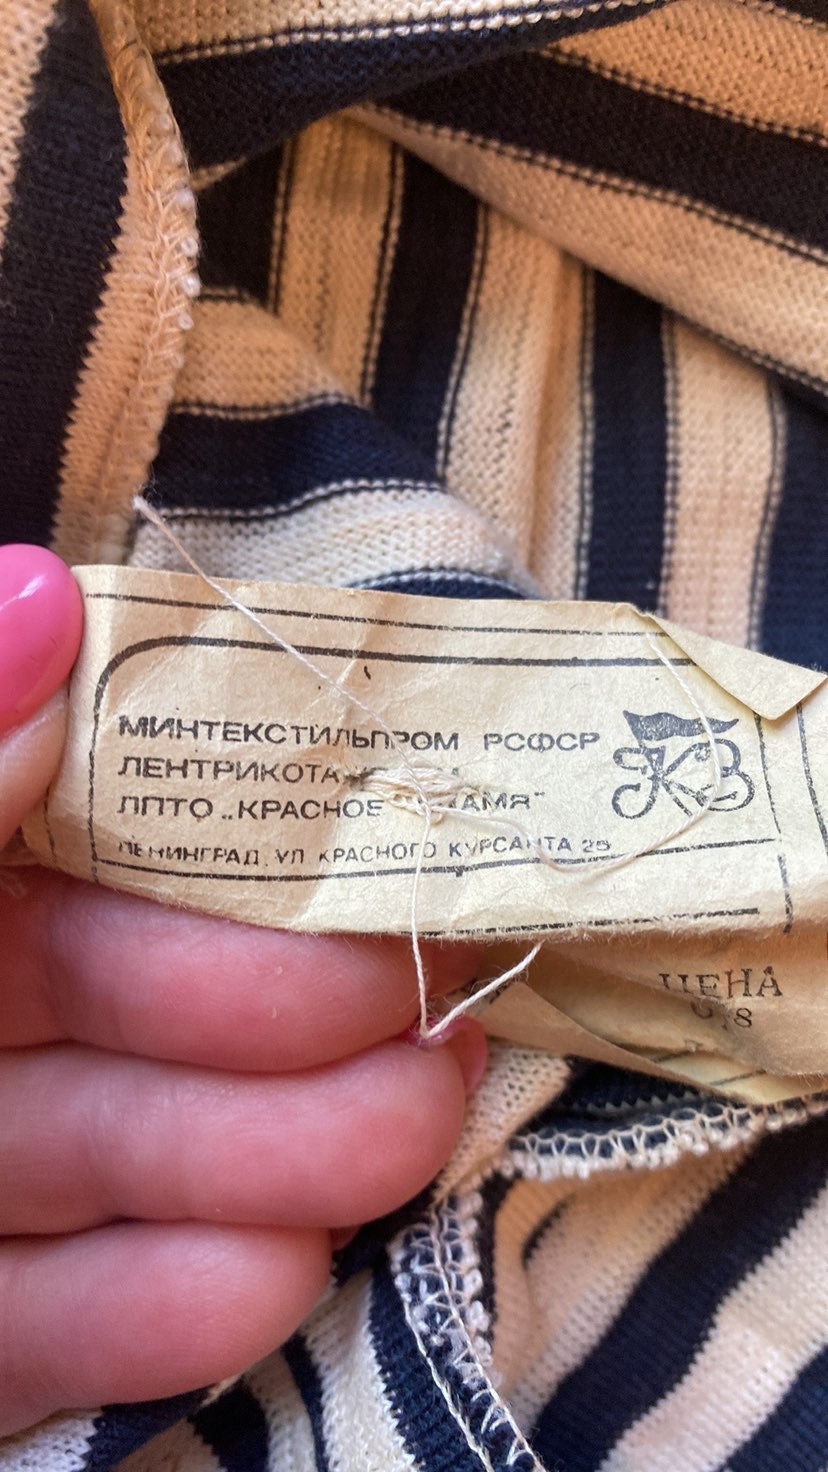 МИНТЕКСТИЛЬПРОМ РСФСР
ЛЕНТРИКОТА
ЛПТО „КРАСНОЕ
ЛЕНИНГРАД, УЛ. КРАСНОГО КУРСАНТА 25
ЦЕНА